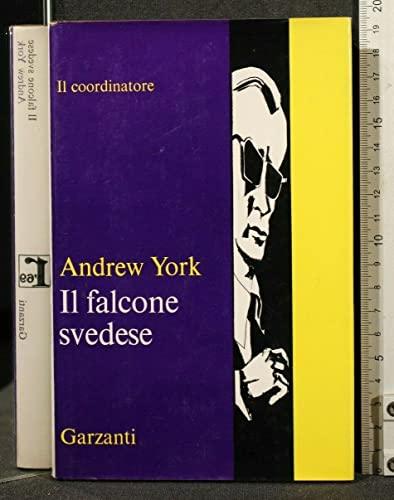 Andrew York
Il falcone svedese
Garzanti
Il coordinatore
Andrew York
Il falcone
svedese
Garzanti